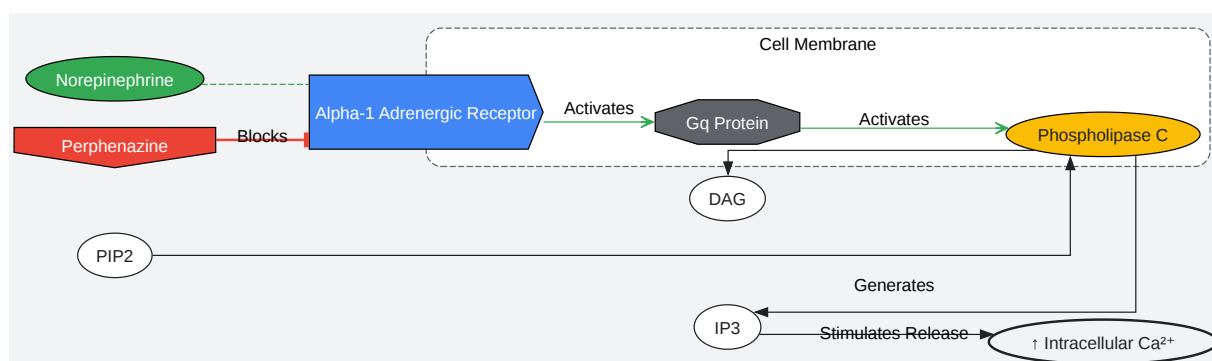 Cell Membrane
Norepinephrine
Alpha-1 Adrenergic Receptor
Activates
Gq Protein
Activates
Phospholipase C
Perphenazine
Blocks
DAG
PIP2
Generates
IP3
Stimulates Release
↑ Intracellular Ca²⁺